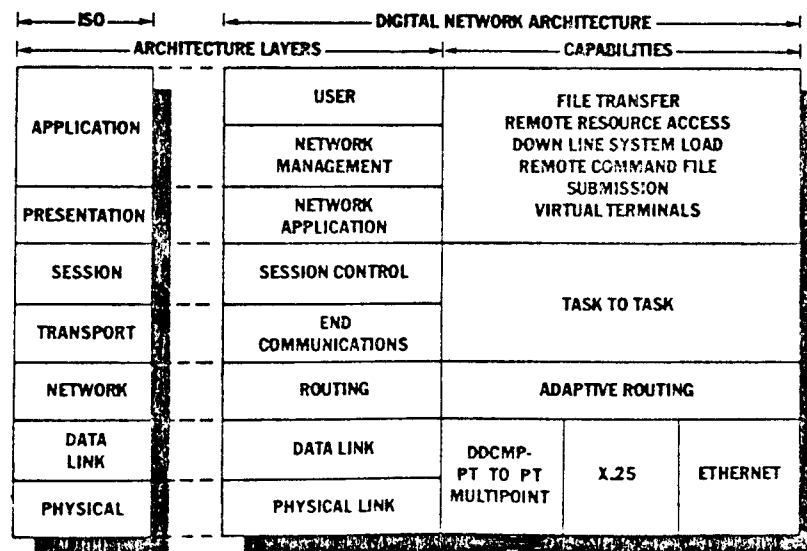 ISO
DIGITAL NETWORK ARCHITECTURE
ARCHITECTURE LAYERS
CAPABILITIES
APPLICATION
PRESENTATION
SESSION
TRANSPORT
NETWORK
DATA
LINK
PHYSICAL
USER
NETWORK
MANAGEMENT
NETWORK
APPLICATION
SESSION CONTROL
END
COMMUNICATIONS
ROUTING
DATA LINK
PHYSICAL LINK
FILE TRANSFER
REMOTE RESOURCE ACCESS
DOWN LINE SYSTEM LOAD
REMOTE COMMAND FILE
SUBMISSION
VIRTUAL TERMINALS
TASK TO TASK
ADAPTIVE ROUTING
DDCMP-
PT TO PT
MULTIPOINT
X.25
ETHERNET